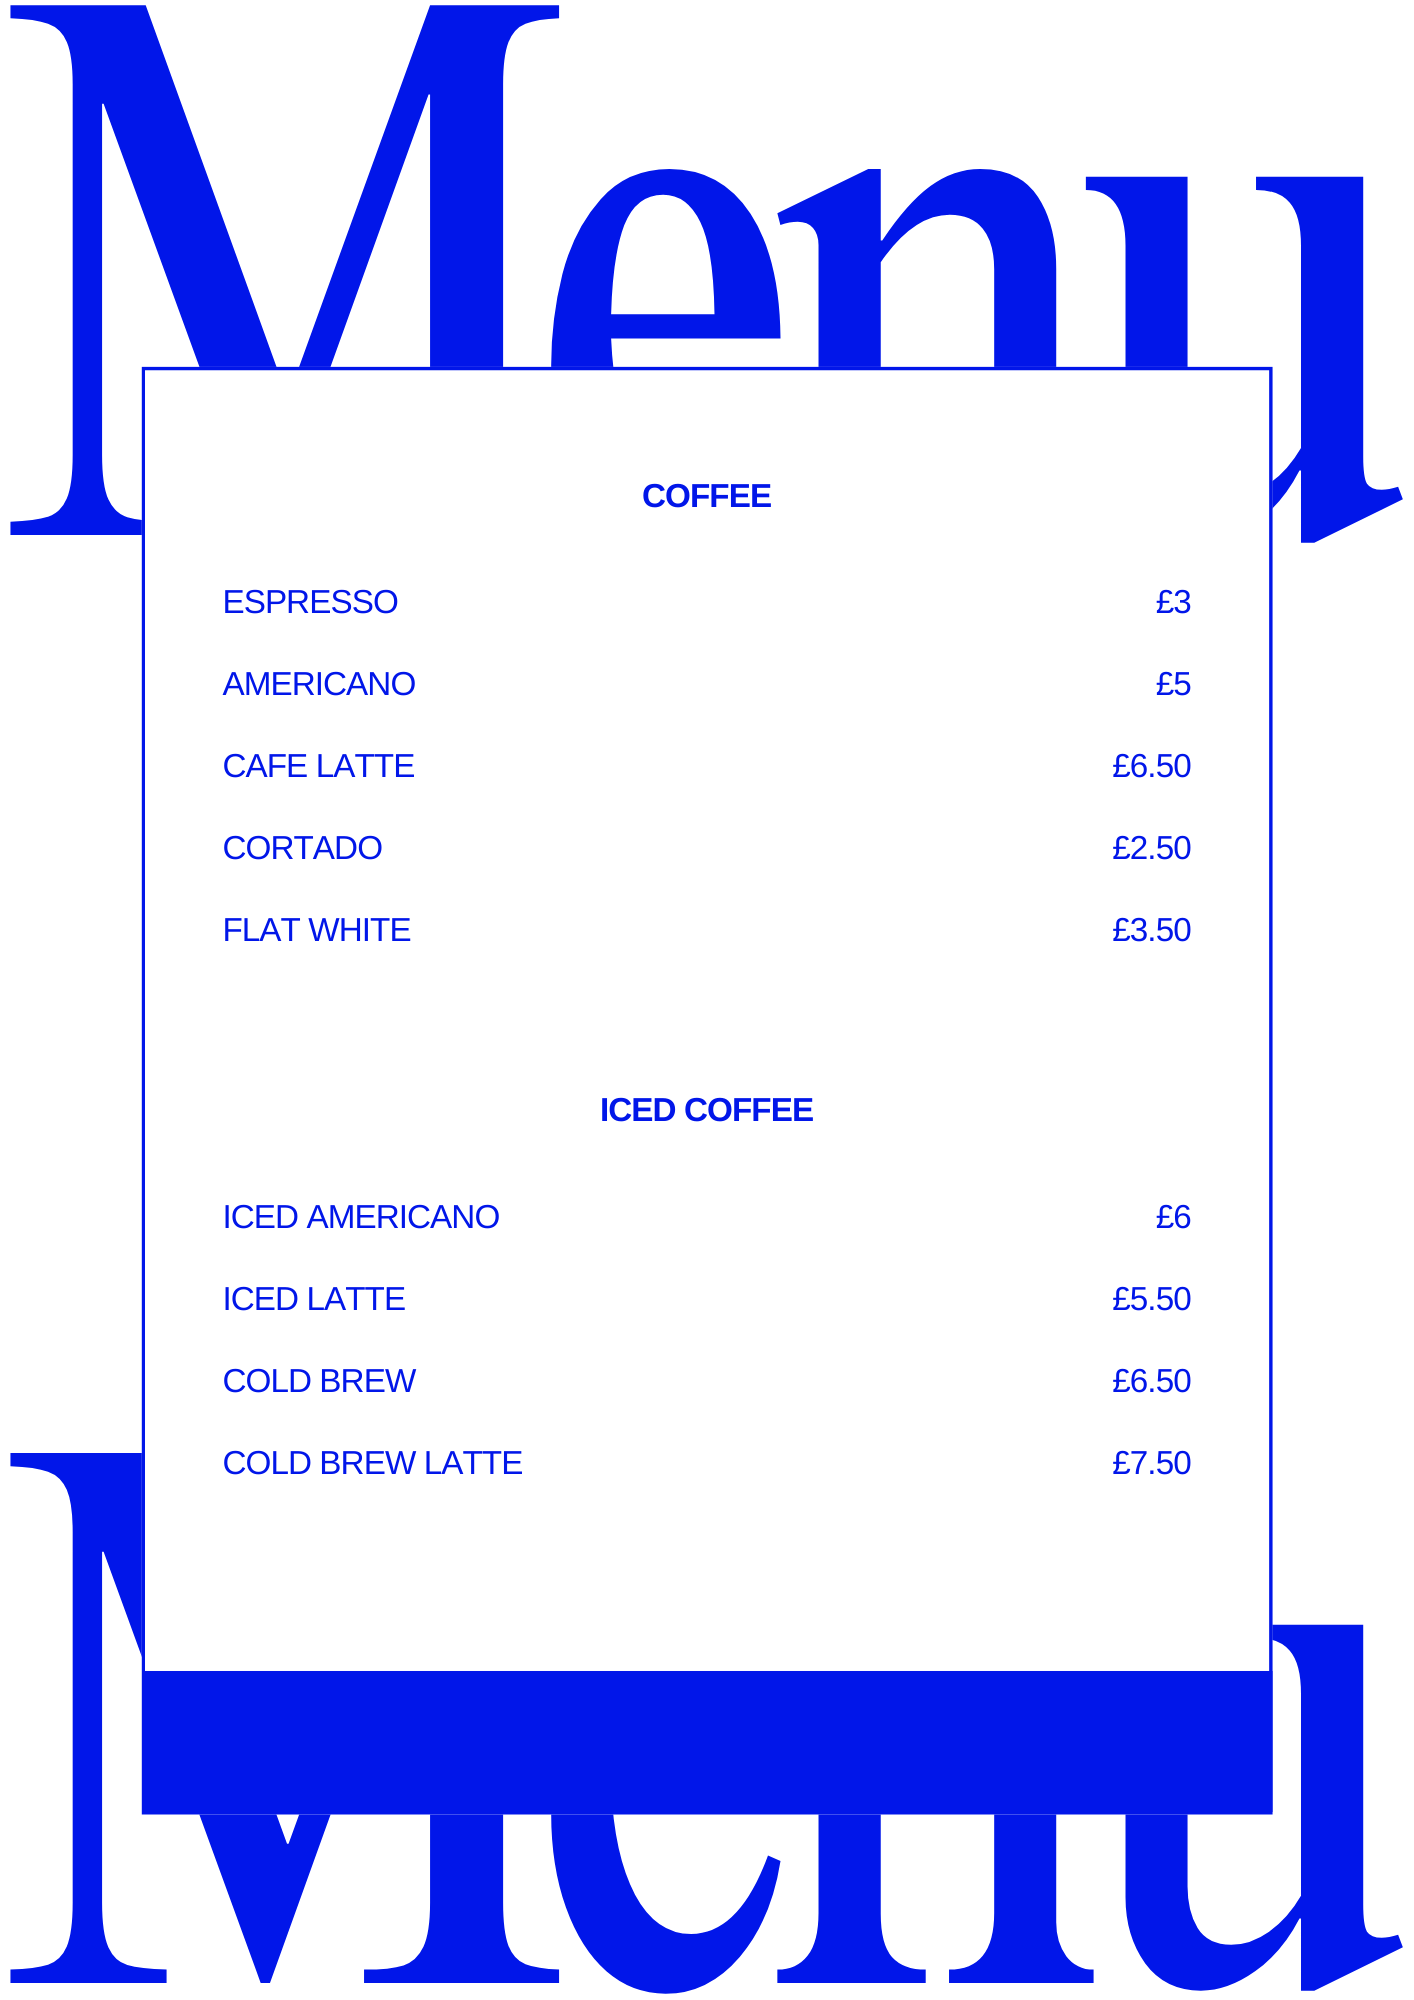 Menu
COFFEE
ESPRESSO £3
AMERICANO £5
CAFE LATTE £6.50
CORTADO £2.50
FLAT WHITE £3.50
ICED COFFEE
ICED AMERICANO £6
ICED LATTE £5.50
COLD BREW £6.50
COLD BREW LATTE £7.50
Menu